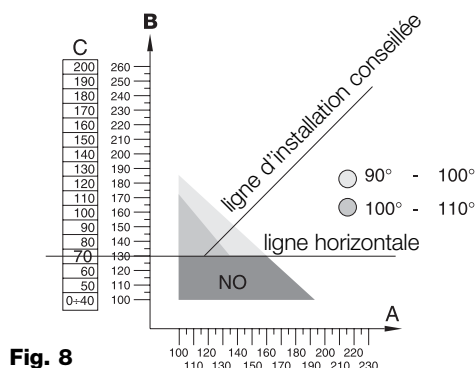 B
C
200 260
190 250
180 240
170 230
160 220
150 210
140 200
130 190
120 180
110 170
100 160
90 150
80 140
70 130
60 120
50 110
0÷40 100
ligne d'installation conseillée
90° - 100°
100° - 110°
ligne horizontale
NO
A
100 120 140 160 180 200 220
110 130 150 170 190 210 230
Fig. 8